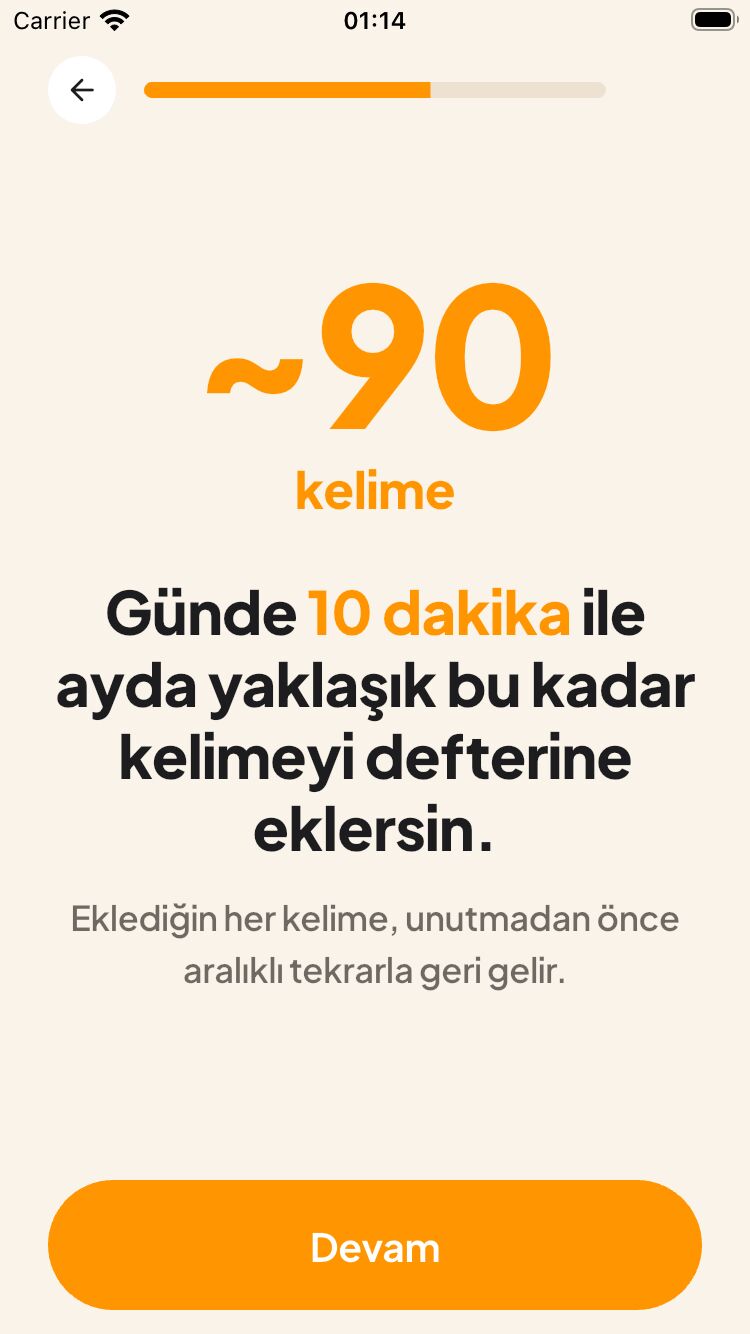 Carrier
01:14
~90
kelime
Günde 10 dakika ile
ayda yaklaşık bu kadar
kelimeyi defterine
eklersin.
Eklediğin her kelime, unutmadan önce
aralıklı tekrarla geri gelir.
Devam